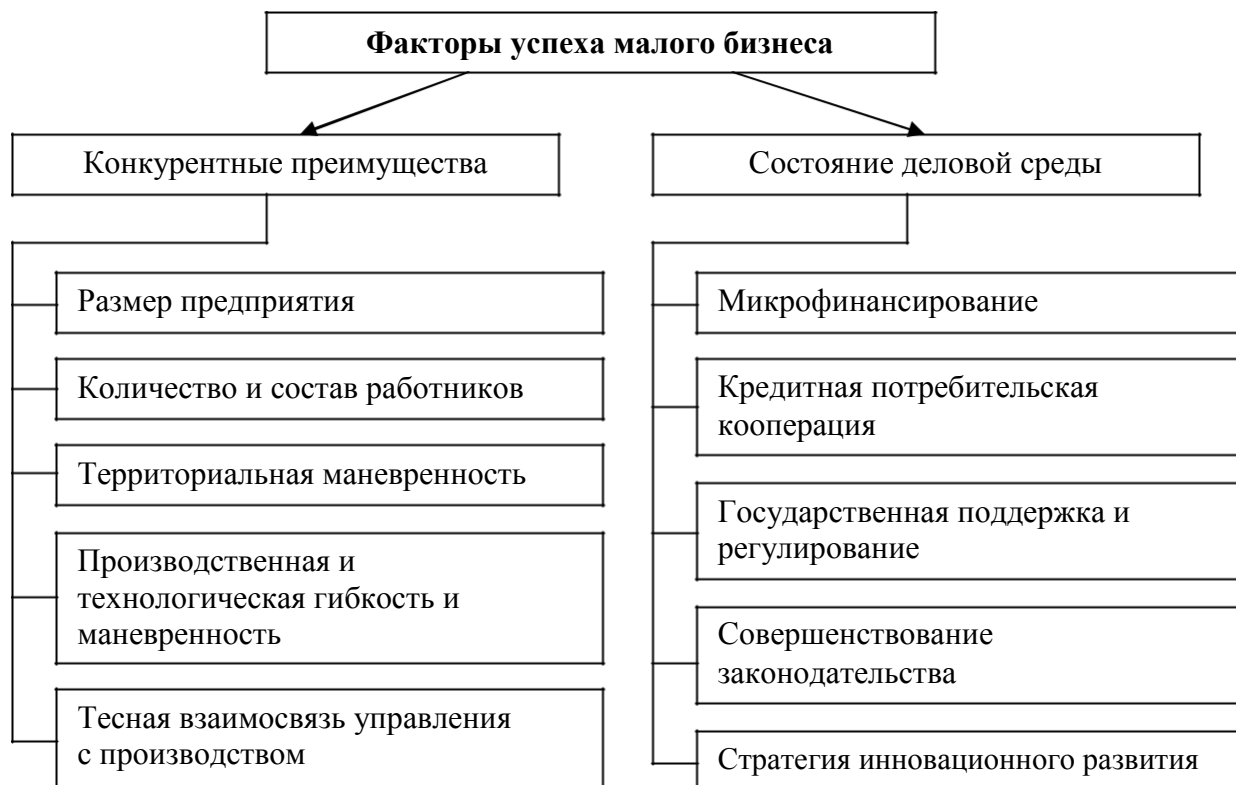 Факторы успеха малого бизнеса
Конкурентные преимущества
Размер предприятия
Количество и состав работников
Территориальная маневренность
Производственная и
технологическая гибкость и
маневренность
Тесная взаимосвязь управления
с производством
Состояние деловой среды
Микрофинансирование
Кредитная потребительская
кооперация
Государственная поддержка и
регулирование
Совершенствование
законодательства
Стратегия инновационного развития